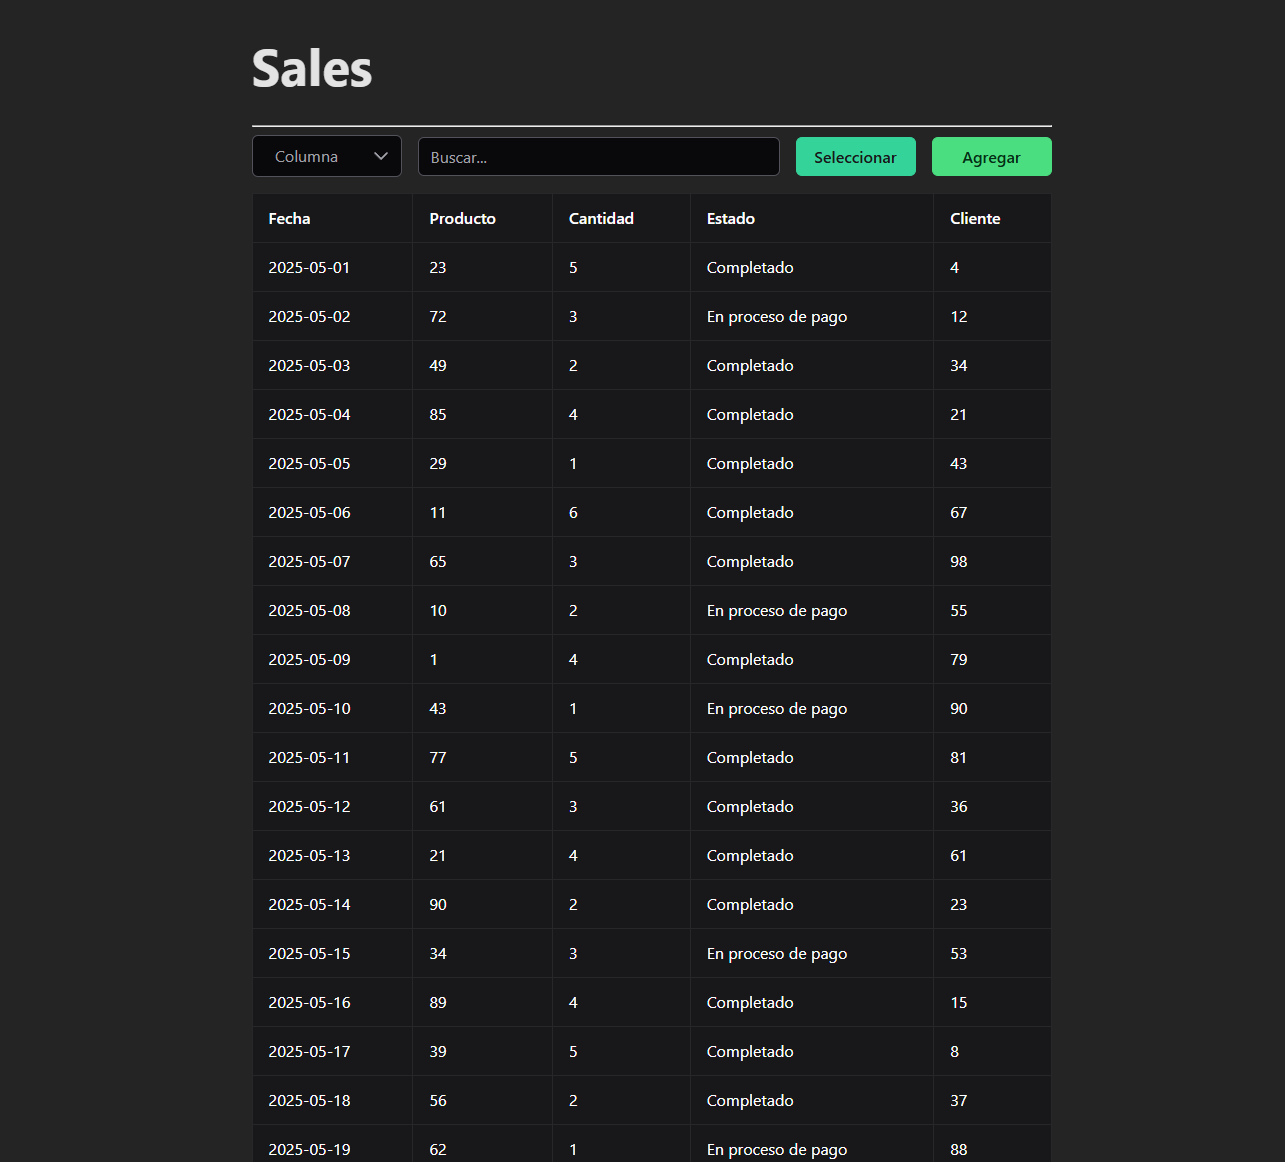 Sales
Columna Buscar... Seleccionar Agregar
Fecha Producto Cantidad Estado Cliente
2025-05-01 23 5 Completado 4
2025-05-02 72 3 En proceso de pago 12
2025-05-03 49 2 Completado 34
2025-05-04 85 4 Completado 21
2025-05-05 29 1 Completado 43
2025-05-06 11 6 Completado 67
2025-05-07 65 3 Completado 98
2025-05-08 10 2 En proceso de pago 55
2025-05-09 1 4 Completado 79
2025-05-10 43 1 En proceso de pago 90
2025-05-11 77 5 Completado 81
2025-05-12 61 3 Completado 36
2025-05-13 21 4 Completado 61
2025-05-14 90 2 Completado 23
2025-05-15 34 3 En proceso de pago 53
2025-05-16 89 4 Completado 15
2025-05-17 39 5 Completado 8
2025-05-18 56 2 Completado 37
2025-05-19 62 1 En proceso de pago 88